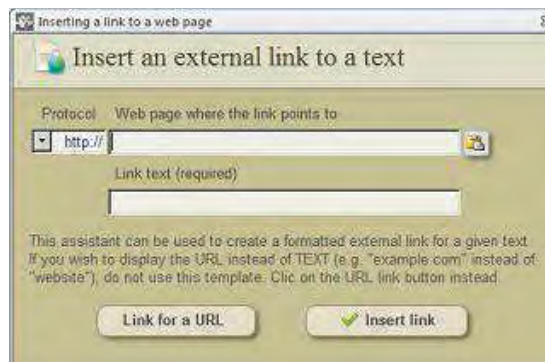 Inserting a link to a web page
Insert an external link to a text
Protocol Web page where the link points to
http://
Link text (required)
This assistant can be used to create a formatted external link for a given text
If you wish to display the URL instead of TEXT (e.g. "example.com" instead of
"website"), do not use this template. Clic on the URL link button instead
Link for a URL Insert link